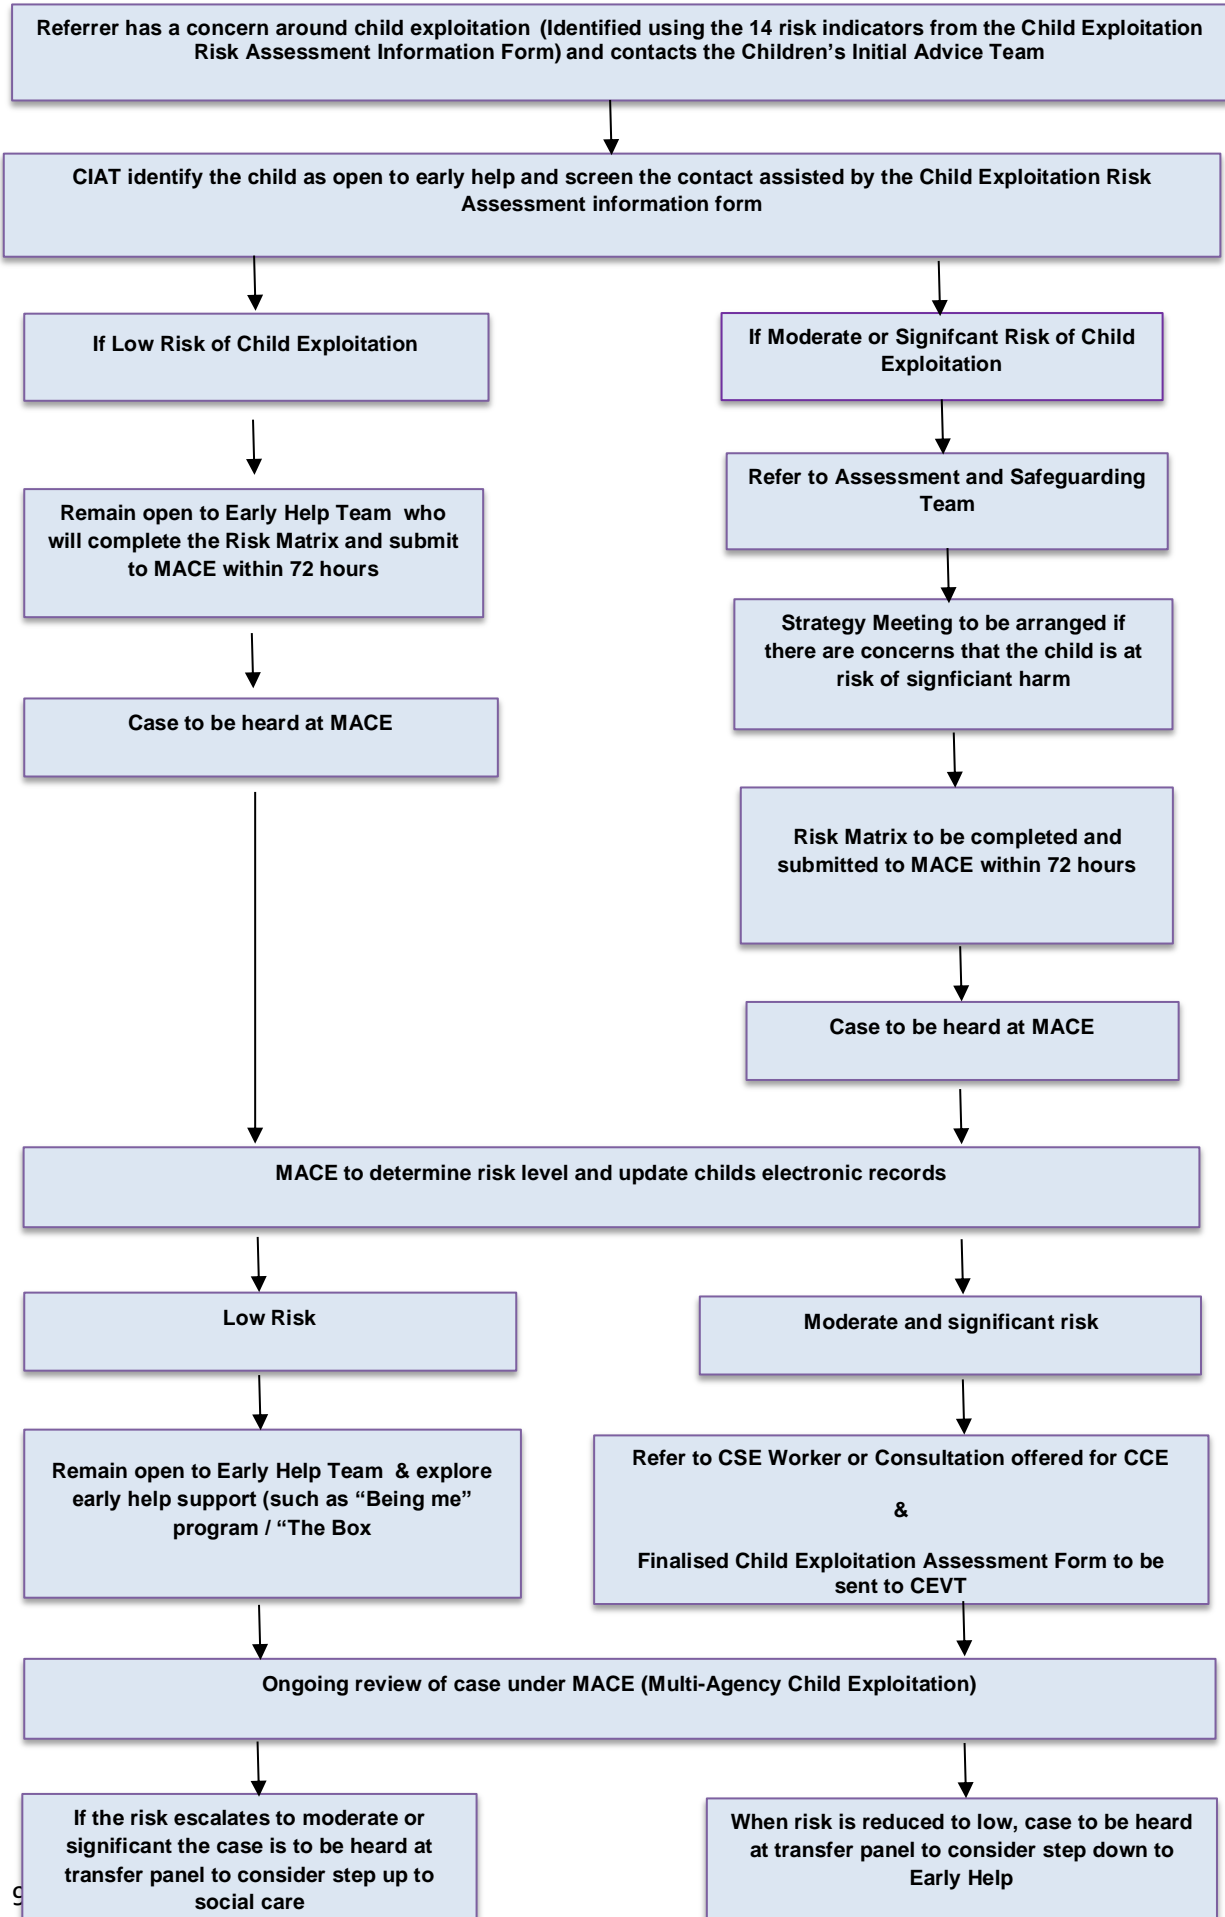 Referrer has a concern around child exploitation (Identified using the 14 risk indicators from the Child Exploitation
Risk Assessment Information Form) and contacts the Children's Initial Advice Team
CIAT identify the child as open to early help and screen the contact assisted by the Child Exploitation Risk
Assessment information form
If Low Risk of Child Exploitation
If Moderate or Signifcant Risk of Child
Exploitation
Remain open to Early Help Team who
will complete the Risk Matrix and submit
to MACE within 72 hours
Refer to Assessment and Safeguarding
Team
Strategy Meeting to be arranged if
there are concerns that the child is at
risk of signficiant harm
Case to be heard at MACE
Risk Matrix to be completed and
submitted to MACE within 72 hours
Case to be heard at MACE
MACE to determine risk level and update childs electronic records
Low Risk
Moderate and significant risk
Remain open to Early Help Team & explore
early help support (such as “Being me”
program / “The Box
Refer to CSE Worker or Consultation offered for CCE
&
Finalised Child Exploitation Assessment Form to be
sent to CEVT
Ongoing review of case under MACE (Multi-Agency Child Exploitation)
If the risk escalates to moderate or
significant the case is to be heard at
transfer panel to consider step up to
social care
When risk is reduced to low, case to be heard
at transfer panel to consider step down to
Early Help